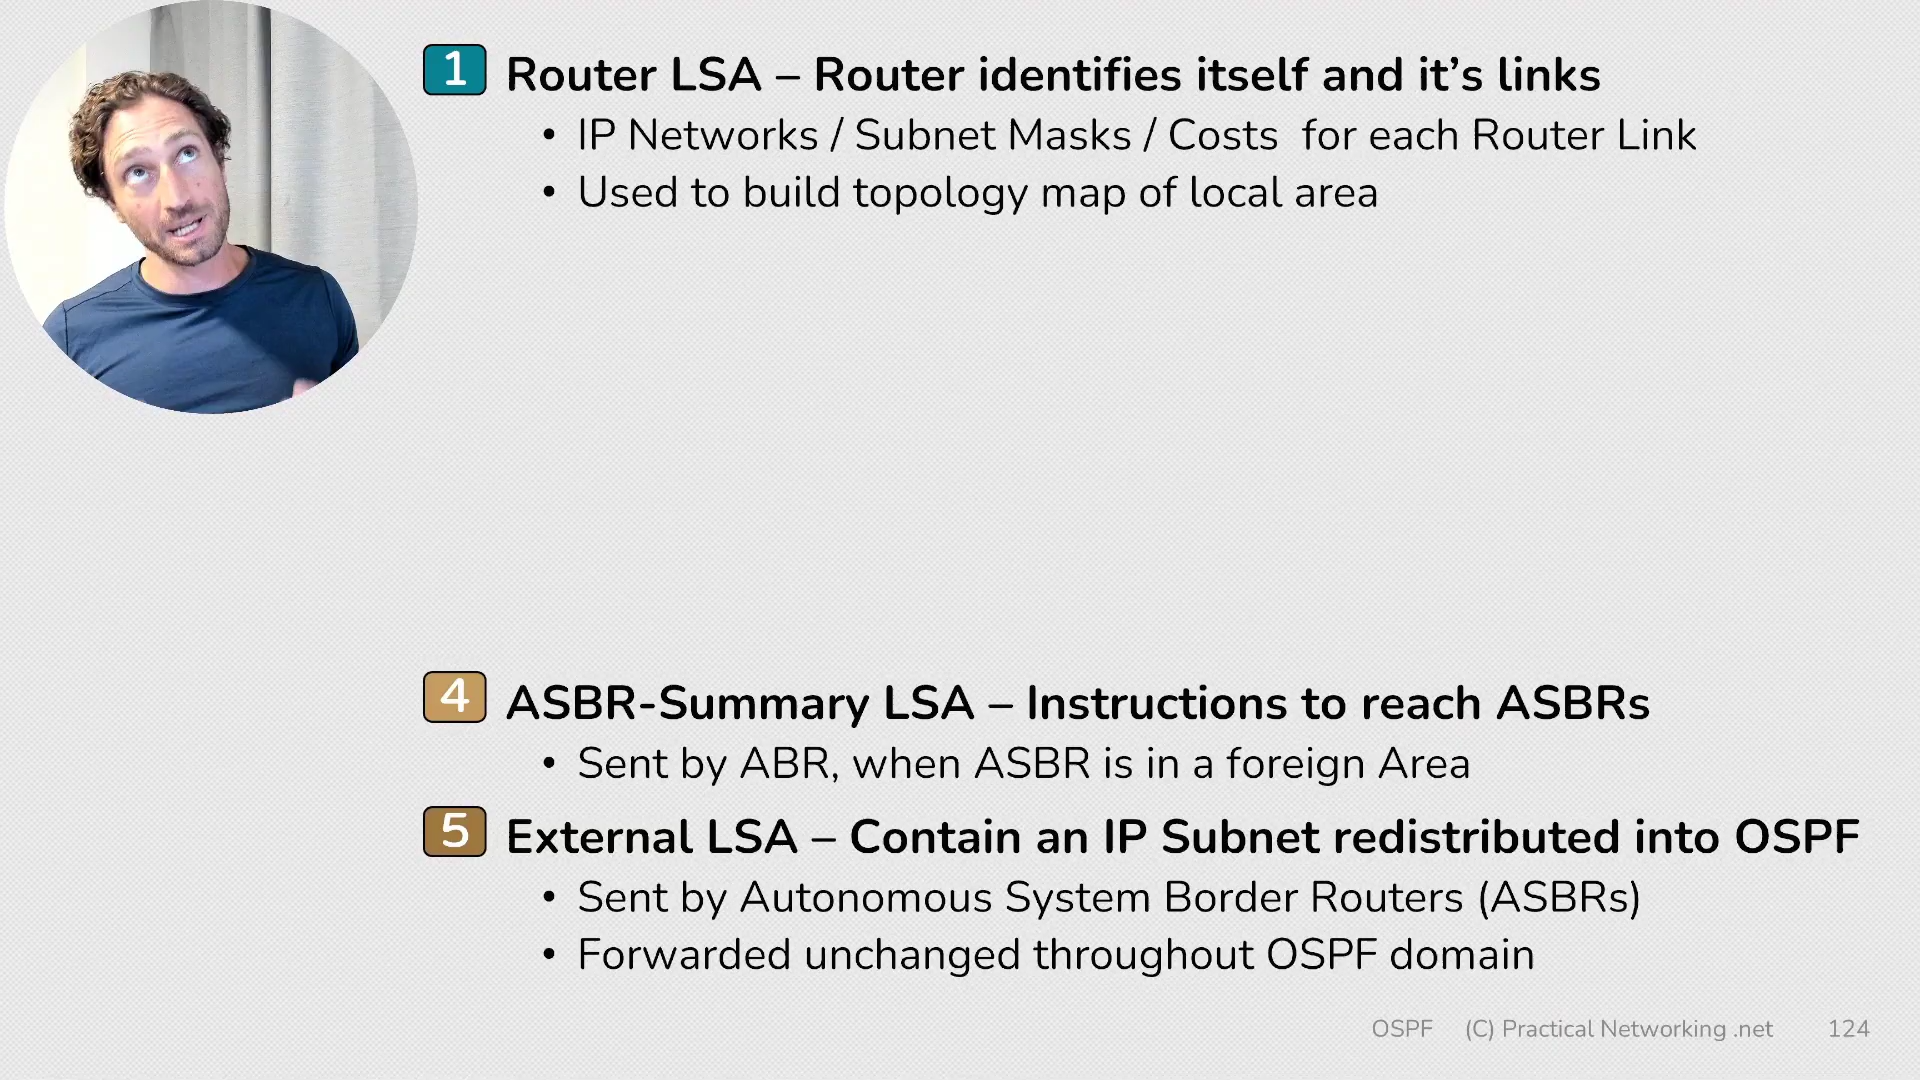 1 Router LSA – Router identifies itself and it’s links
• IP Networks / Subnet Masks / Costs for each Router Link
• Used to build topology map of local area
4 ASBR-Summary LSA – Instructions to reach ASBRs
• Sent by ABR, when ASBR is in a foreign Area
5 External LSA – Contain an IP Subnet redistributed into OSPF
• Sent by Autonomous System Border Routers (ASBRs)
• Forwarded unchanged throughout OSPF domain
OSPF (C) Practical Networking .net 124